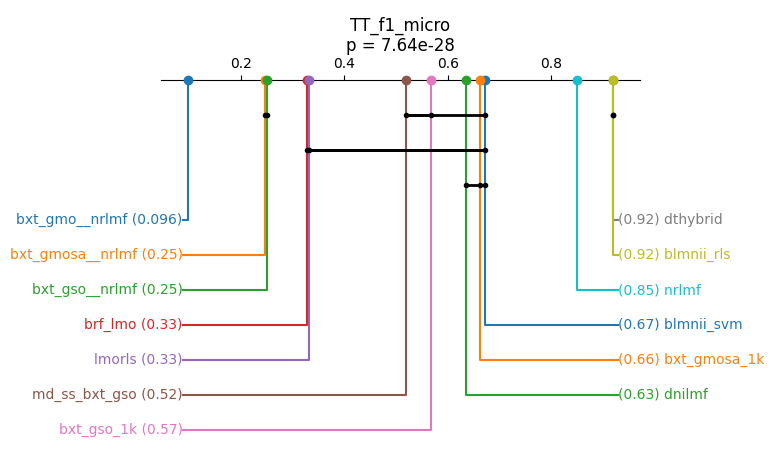 TT_f1_micro
p = 7.64e-28
0.2 0.4 0.6 0.8
bxt_gmo__nrlmf (0.096)
(0.92) dthybrid
bxt_gmosa__nrlmf (0.25)
(0.92) blmnii_rls
bxt_gso__nrlmf (0.25)
(0.85) nrlmf
brf_lmo (0.33)
(0.67) blmnii_svm
lmorls (0.33)
(0.66) bxt_gmosa_1k
md_ss_bxt_gso (0.52)
(0.63) dnilmf
bxt_gso_1k (0.57)